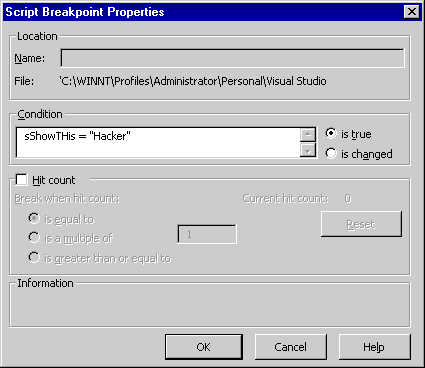 Script Breakpoint Properties
Location
Name:
File: 'C:\WINNT\Profiles\Administrator\Personal\Visual Studio
Condition
sShowTHis = "Hacker"
is true
is changed
Hit count
Break when hit count: Current hit count: 0
is equal to
is a multiple of 1 Reset
is greater than or equal to
Information
OK Cancel Help